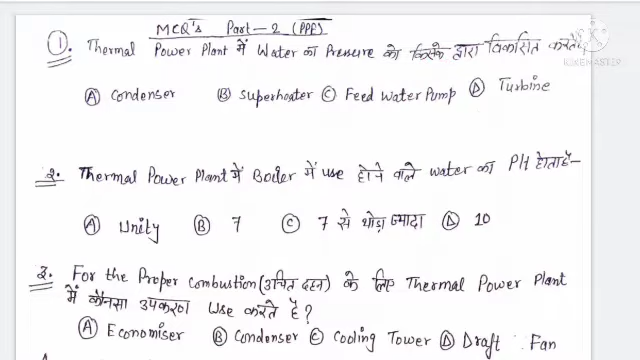 MCQ's Part-2 (PPE)
①. Thermal Power Plant में Water का Pressure को किसके द्वारा विकसित करते
Ⓐ Condenser Ⓑ Superheater Ⓒ Feed Water Pump Ⓓ Turbine
KINEMASTER
2. Thermal Power Plant में Boiler में use होने वाले water का PH होता है-
Ⓐ Unity Ⓑ 7 Ⓒ 7 से थोड़ा ज्यादा Ⓓ 10
3. For the Proper Combustion (उचित दहन) के लिए Thermal Power Plant
में कौनसा उपकरण Use करते है?
Ⓐ Economiser Ⓑ Condenser Ⓒ Cooling Tower Ⓓ Draft Fan